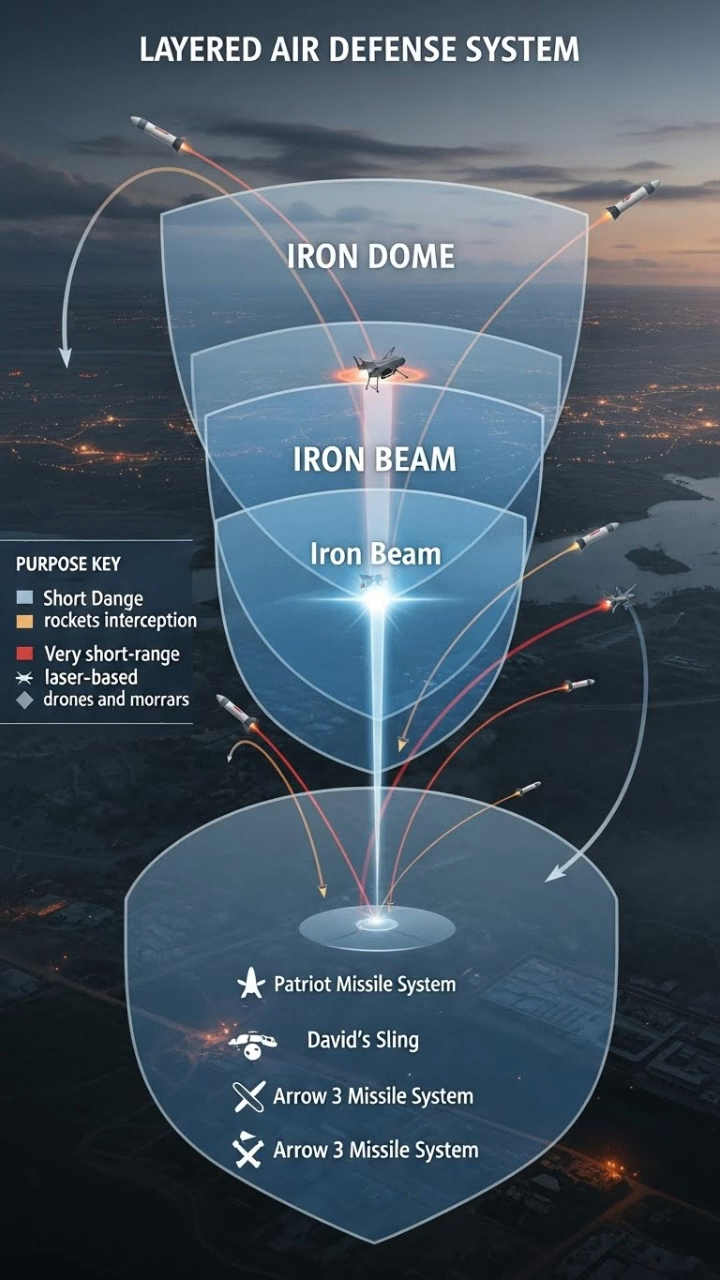 LAYERED AIR DEFENSE SYSTEM
IRON DOME
IRON BEAM
Iron Beam
PURPOSE KEY
Short Dange
rockets interception
Very short-range
laser-based
drones and morrars
Patriot Missile System
David's Sling
Arrow 3 Missile System
Arrow 3 Missile System